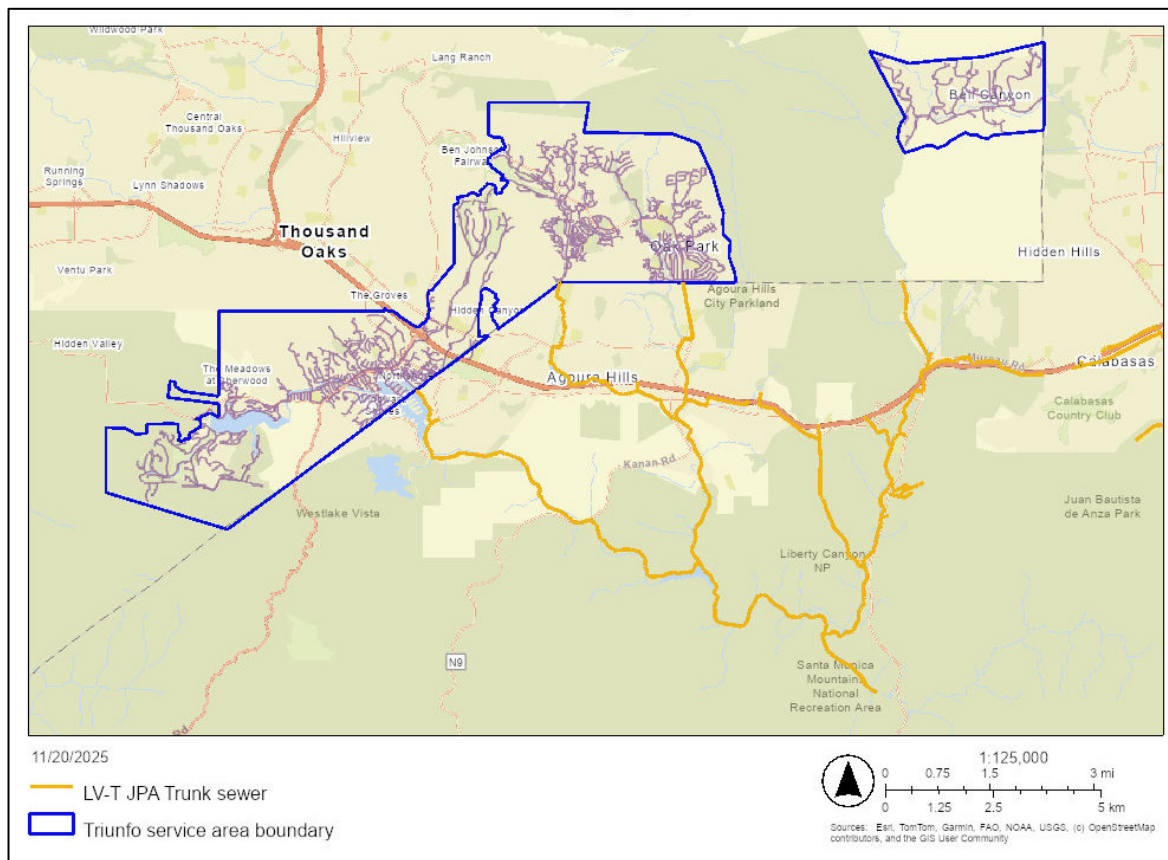 Wildwood Park
Lang Ranch
Bell Canyon
Central
Thousand Oaks
Hillview
Ben Johnson
Fairway
Running
Springs
Lynn Shadows
Thousand
Oaks
Oak Park
Hidden Hills
Ventu Park
The Groves
Agoura Hills
City Parkland
Hidden Canyon
Hidden Valley
The Meadows
at Sherwood
Agoura Hills
Mureau Rd
Calabasas
Calabasas
Country Club
Kanan Rd
Westlake Vista
Juan Bautista
de Anza Park
Liberty Canyon
NP
N9
Santa Monica
Mountains
National
Recreation Area
Rd
11/20/2025
LV-T JPA Trunk sewer
Triunfo service area boundary
1:125,000
0 0.75 1.5 3 mi
0 1.25 2.5 5 km
Sources: Esri, TomTom, Garmin, FAO, NOAA, USGS, (c) OpenStreetMap
contributors, and the GIS User Community